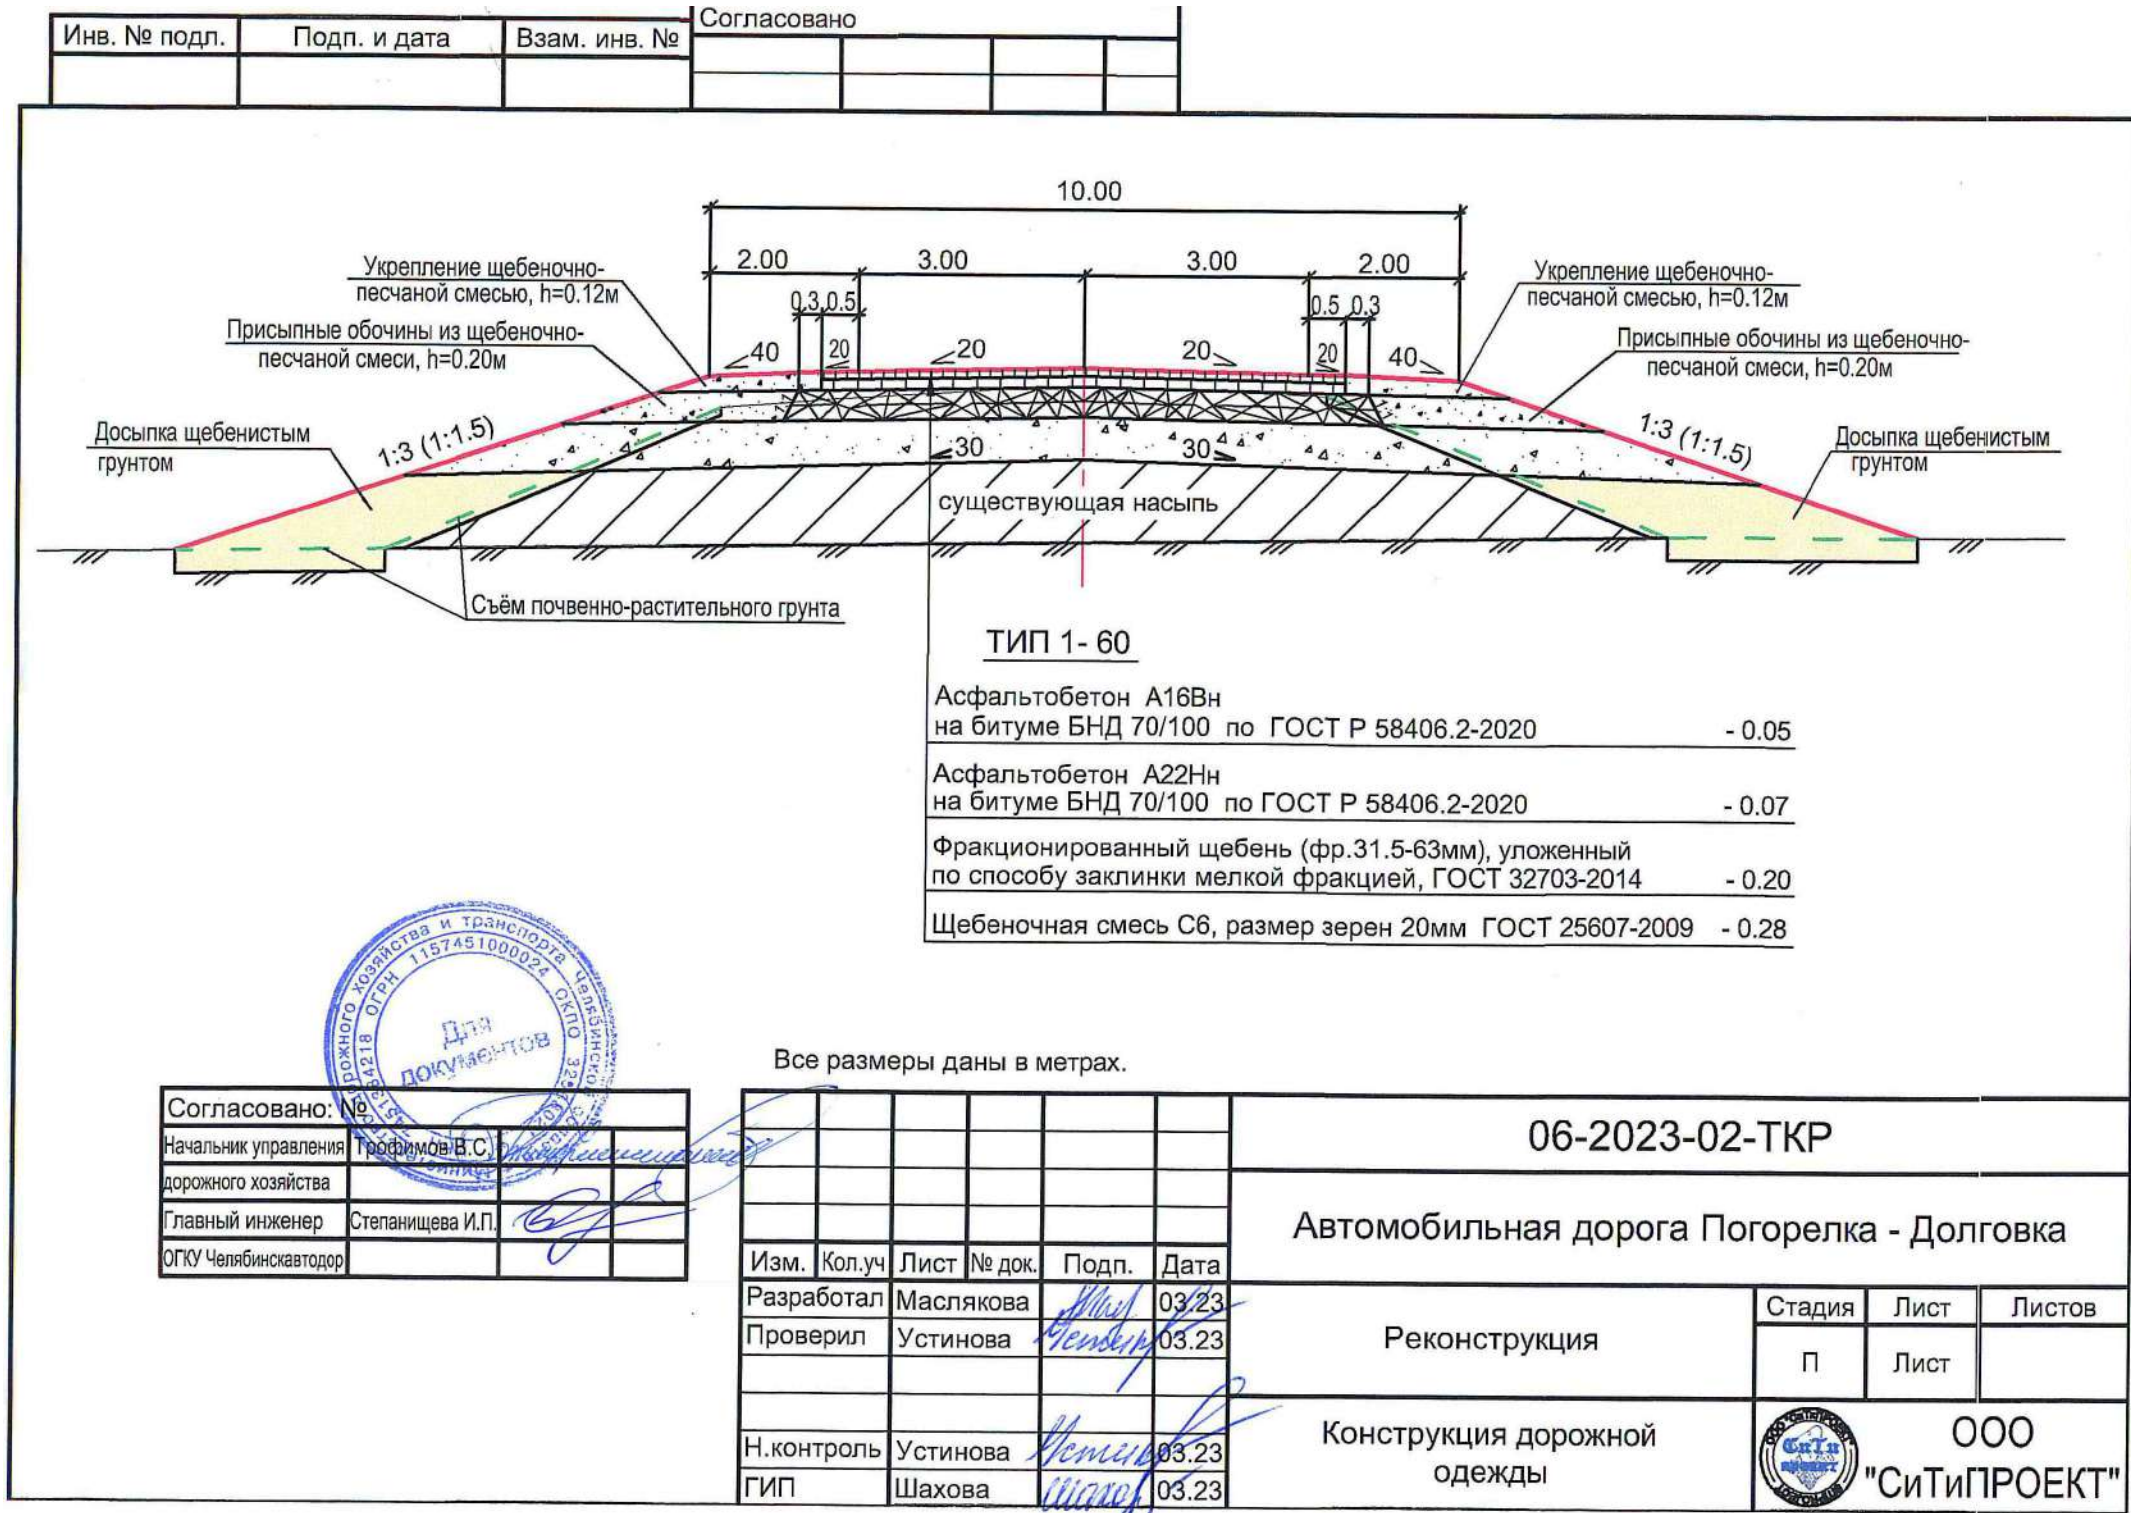 Инв. № подл.
Подп. и дата
Взам. инв. №
Согласовано
10.00
2.00
3.00
3.00
2.00
0.3
0.5
0.5
0.3
40
20
20
20
20
40
Укрепление щебеночно-
песчаной смесью, h=0.12м
Присыпные обочины из щебеночно-
песчаной смеси, h=0.20м
Досыпка щебенистым
грунтом
1:3 (1:1.5)
Укрепление щебеночно-
песчаной смесью, h=0.12м
Присыпные обочины из щебеночно-
песчаной смеси, h=0.20м
1:3 (1:1.5)
Досыпка щебенистым
грунтом
30
30
существующая насыпь
Съём почвенно-растительного грунта
ТИП 1- 60
Асфальтобетон А16Вн
на битуме БНД 70/100 по ГОСТ Р 58406.2-2020 - 0.05
Асфальтобетон А22Нн
на битуме БНД 70/100 по ГОСТ Р 58406.2-2020 - 0.07
Фракционированный щебень (фр.31.5-63мм), уложенный
по способу заклинки мелкой фракцией, ГОСТ 32703-2014 - 0.20
Щебеночная смесь С6, размер зерен 20мм ГОСТ 25607-2009 - 0.28
дорожного хозяйства и транспорта Челябинской
ОГРН 1157451000024 ОКПО
Для
документов
Все размеры даны в метрах.
Согласовано: №
Начальник управления Трофимов В.С.
дорожного хозяйства
Главный инженер Степанищева И.П.
ОГКУ Челябинскавтодор
Изм. Кол.уч Лист № док. Подп. Дата
Разработал Маслякова 03.23
Проверил Устинова 03.23
Н.контроль Устинова 03.23
ГИП Шахова 03.23
06-2023-02-ТКР
Автомобильная дорога Погорелка - Долговка
Реконструкция
Стадия Лист Листов
П Лист
Конструкция дорожной
одежды
СиТи
ПРОЕКТ
ООО
"СиТиПРОЕКТ"